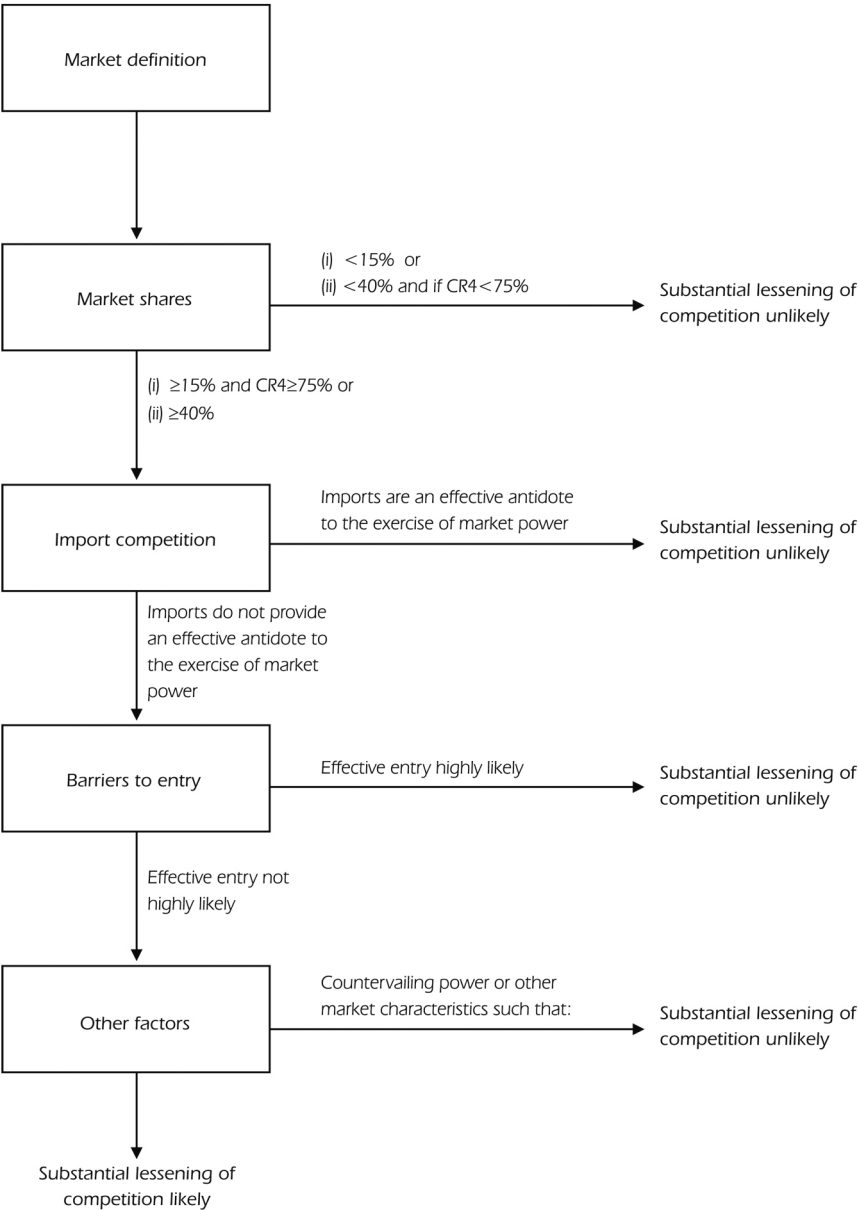 Market definition
(i) <15% or
(ii) <40% and if CR4<75%
Market shares
Substantial lessening of
competition unlikely
(i) ≥15% and CR4≥75% or
(ii) ≥40%
Imports are an effective antidote
to the exercise of market power
Import competition
Substantial lessening of
competition unlikely
Imports do not provide
an effective antidote to
the exercise of market
power
Effective entry highly likely
Barriers to entry
Substantial lessening of
competition unlikely
Effective entry not
highly likely
Countervailing power or other
market characteristics such that:
Other factors
Substantial lessening of
competition unlikely
Substantial lessening of
competition likely